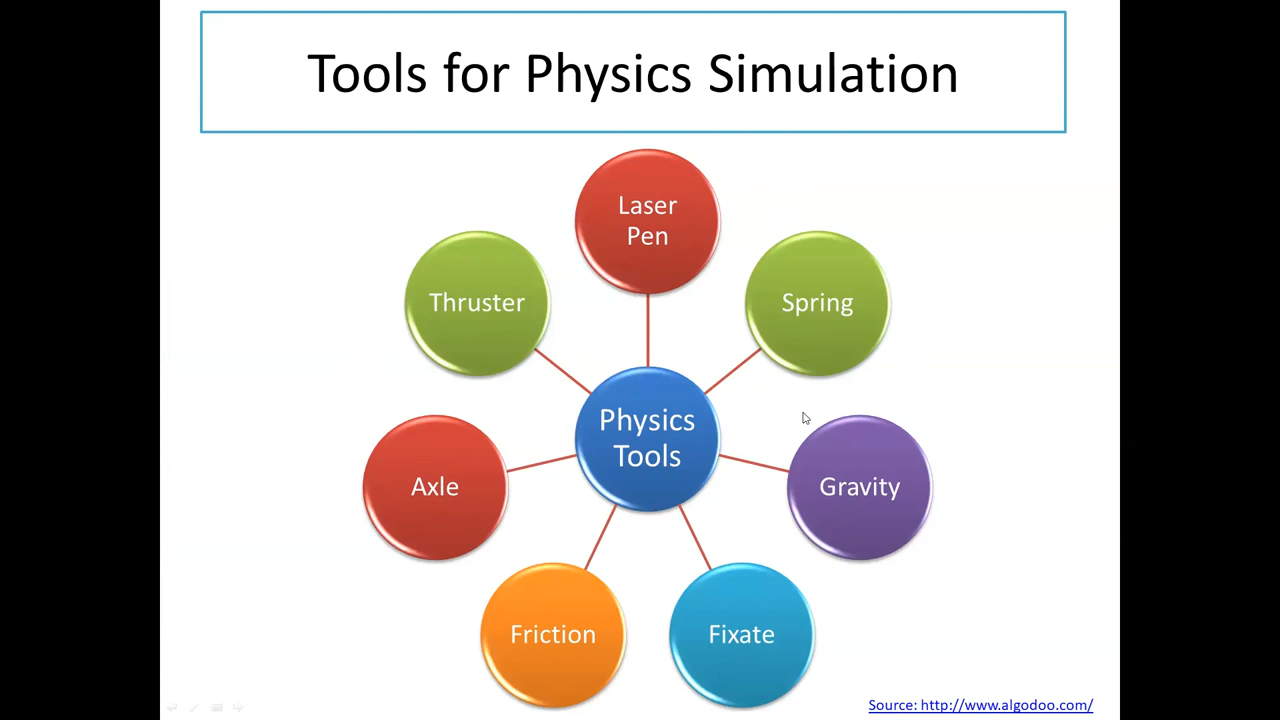 Tools for Physics Simulation
Laser
Pen
Thruster
Spring
Physics
Tools
Axle
Gravity
Friction
Fixate
Source: http://www.algodoo.com/